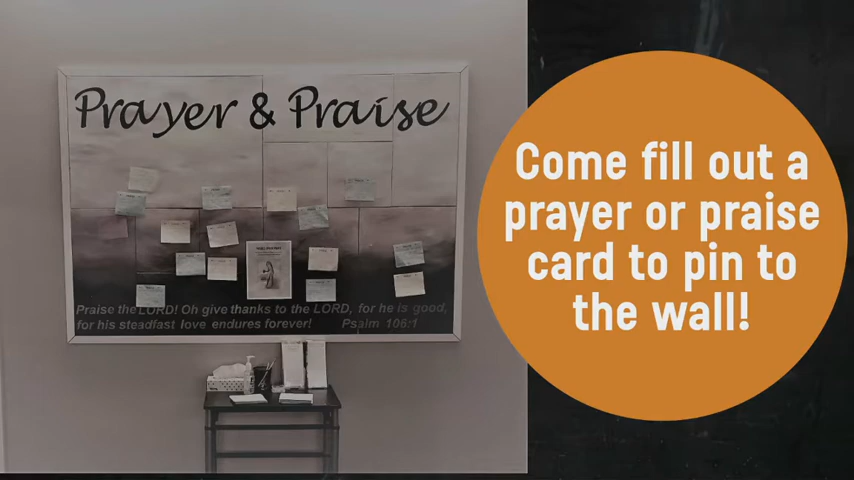 Prayer & Praise
Praise the LORD! Oh give thanks to the LORD, for he is good,
for his steadfast love endures forever! Psalm 106:1
Come fill out a
prayer or praise
card to pin to
the wall!